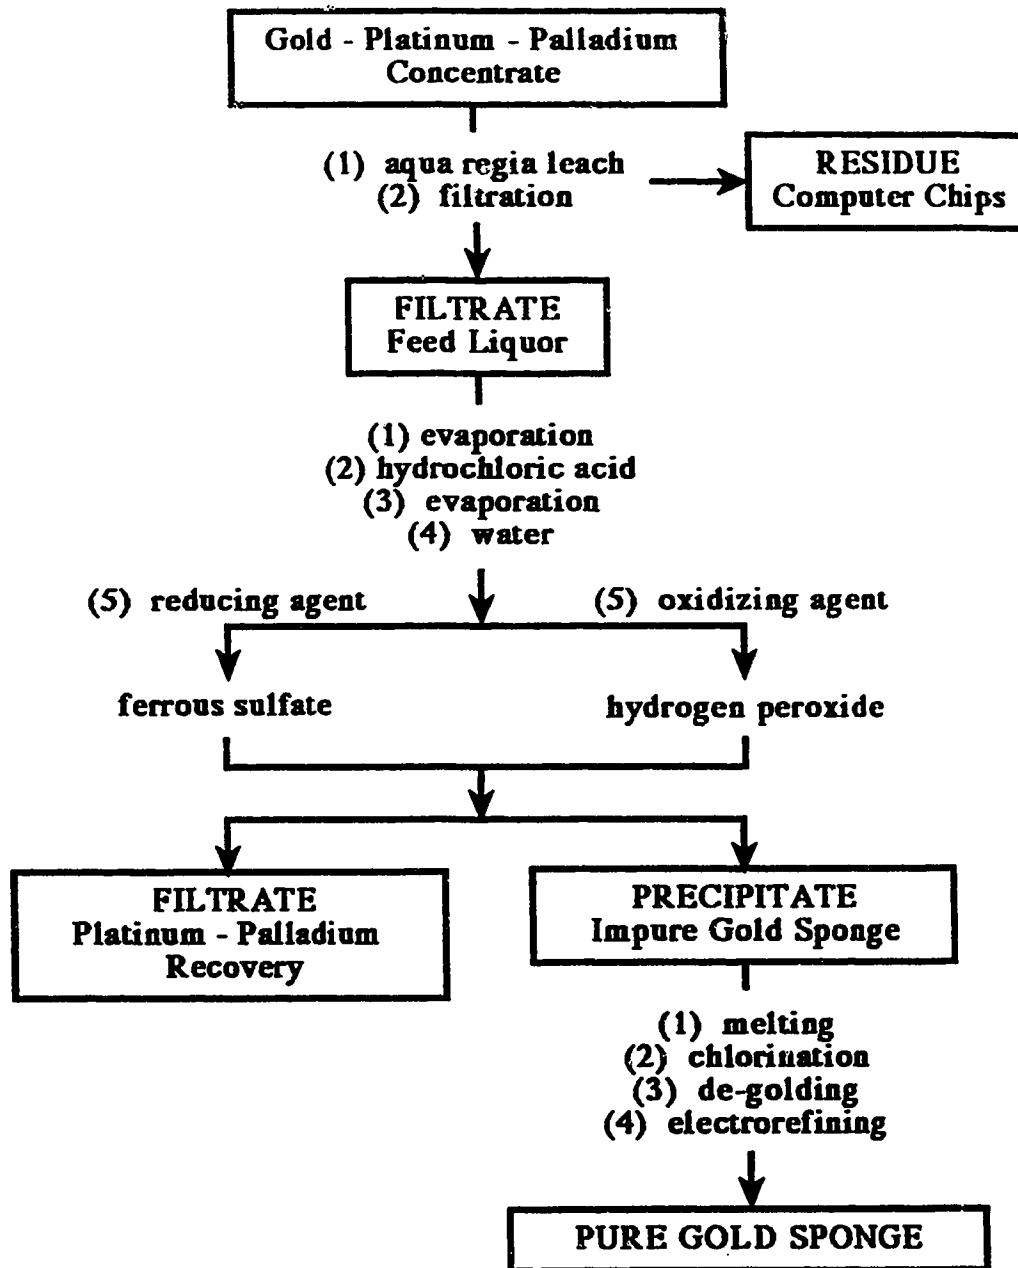 Gold - Platinum - Palladium
Concentrate
(1) aqua regia leach
(2) filtration
RESIDUE
Computer Chips
FILTRATE
Feed Liquor
(1) evaporation
(2) hydrochloric acid
(3) evaporation
(4) water
(5) reducing agent
(5) oxidizing agent
ferrous sulfate
hydrogen peroxide
FILTRATE
Platinum - Palladium
Recovery
PRECIPITATE
Impure Gold Sponge
(1) melting
(2) chlorination
(3) de-golding
(4) electrorefining
PURE GOLD SPONGE